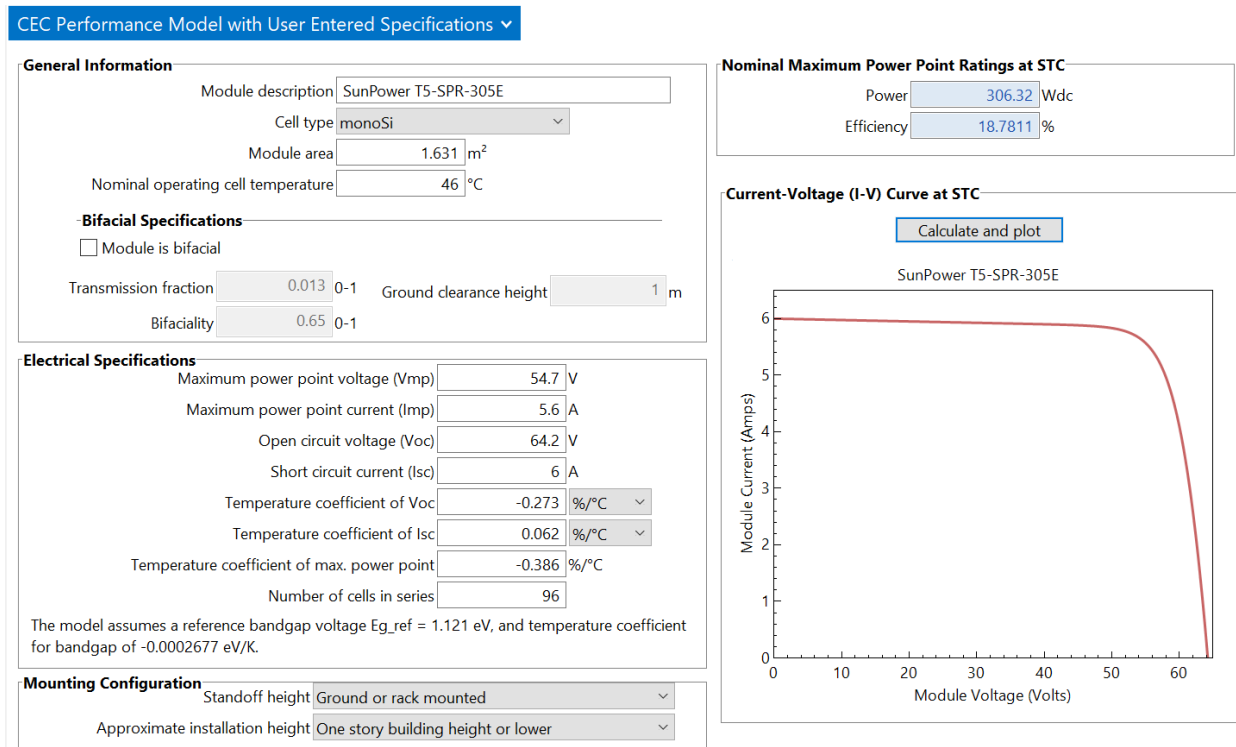 CEC Performance Model with User Entered Specifications
General Information
Module description SunPower T5-SPR-305E
Cell type monoSi
Module area 1.631 m²
Nominal operating cell temperature 46 °C
Bifacial Specifications
Module is bifacial
Transmission fraction 0.013 0-1 Ground clearance height 1 m
Bifaciality 0.65 0-1
Electrical Specifications
Maximum power point voltage (Vmp) 54.7 V
Maximum power point current (Imp) 5.6 A
Open circuit voltage (Voc) 64.2 V
Short circuit current (Isc) 6 A
Temperature coefficient of Voc -0.273 %/°C
Temperature coefficient of Isc 0.062 %/°C
Temperature coefficient of max. power point -0.386 %/°C
Number of cells in series 96
The model assumes a reference bandgap voltage Eg_ref = 1.121 eV, and temperature coefficient
for bandgap of -0.0002677 eV/K.
Mounting Configuration
Standoff height Ground or rack mounted
Approximate installation height One story building height or lower
Nominal Maximum Power Point Ratings at STC
Power 306.32 Wdc
Efficiency 18.7811 %
Current-Voltage (I-V) Curve at STC
Calculate and plot
SunPower T5-SPR-305E
Module Current (Amps)
6
5
4
3
2
1
0
0 10 20 30 40 50 60
Module Voltage (Volts)